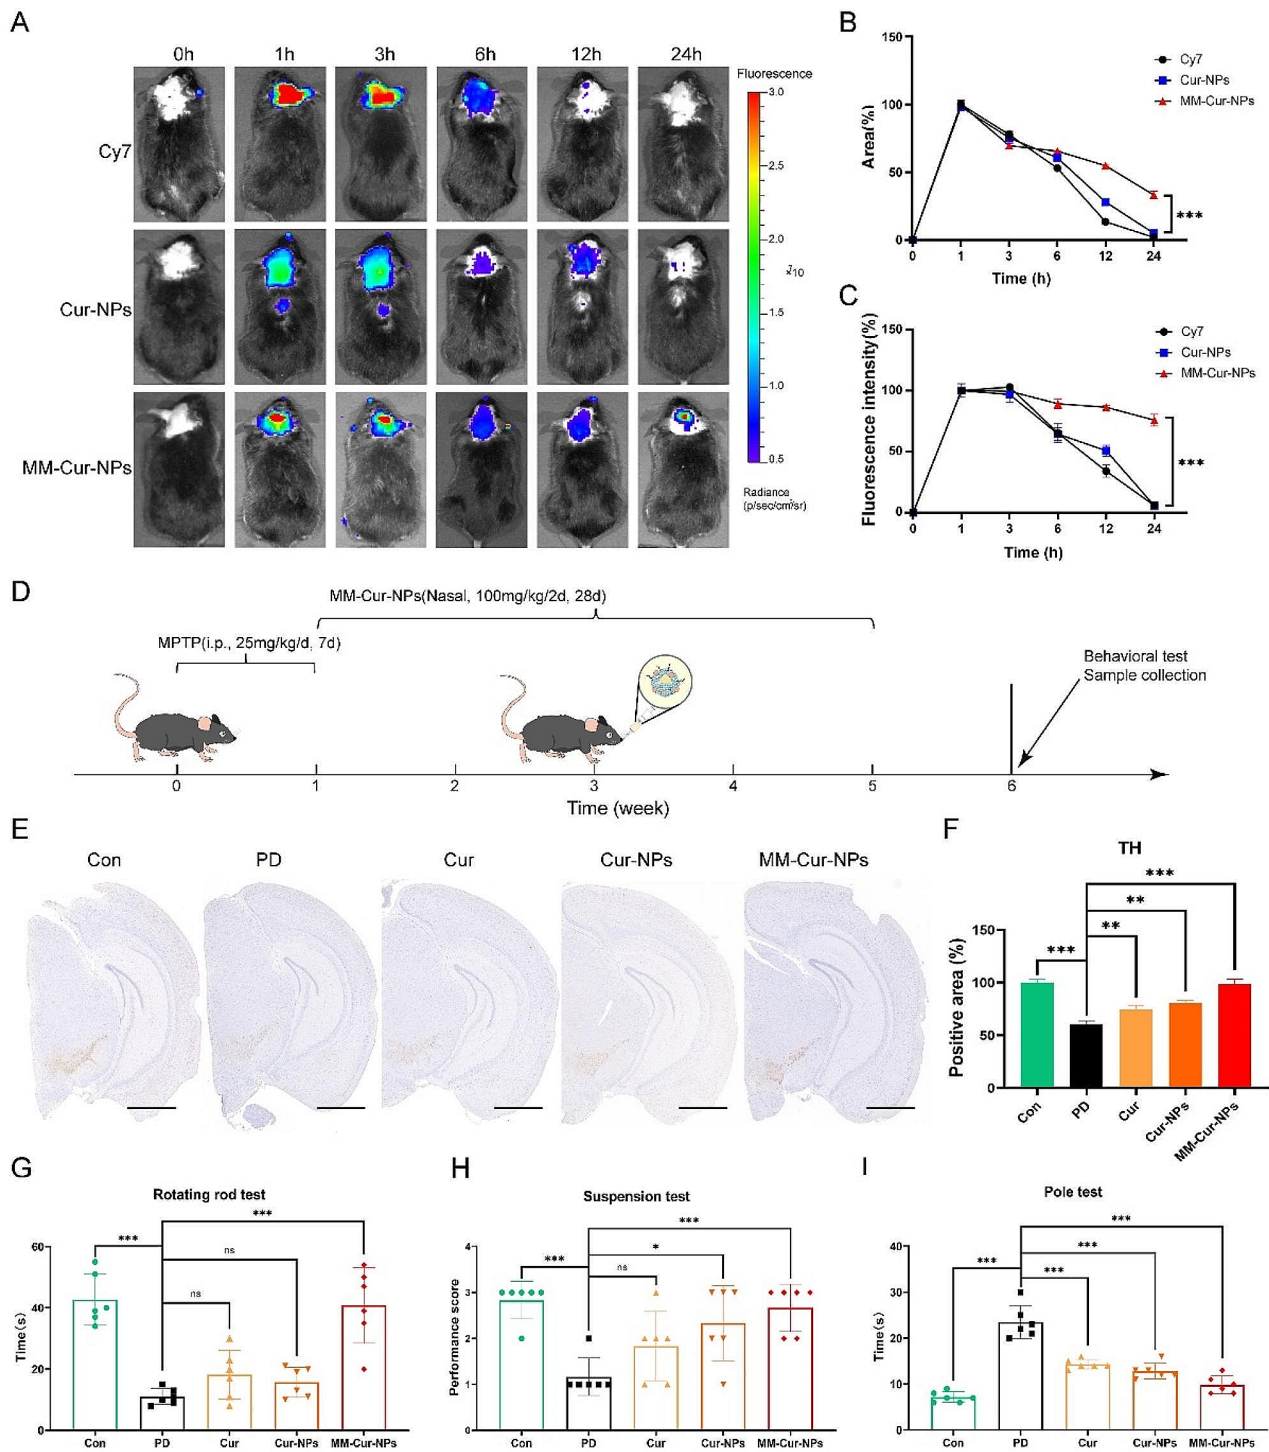 A
0h 1h 3h 6h 12h 24h
Cy7
Cur-NPs
MM-Cur-NPs
Fluorescence
3.0
2.5
2.0
1.5
1.0
0.5
Radiance
(p/sec/cm²/sr)
B
150
100
50
0
Area(%)
0 1 3 6 12 24
Time (h)
Cy7
Cur-NPs
MM-Cur-NPs
***
C
150
100
50
0
Fluorescence intensity(%)
0 1 3 6 12 24
Time (h)
Cy7
Cur-NPs
MM-Cur-NPs
***
D
MM-Cur-NPs(Nasal, 100mg/kg/2d, 28d)
MPTP(i.p., 25mg/kg/d, 7d)
Behavioral test
Sample collection
0 1 2 3 4 5 6
Time (week)
E
Con PD Cur Cur-NPs MM-Cur-NPs
F
TH
***
**
**
***
150
100
50
0
Positive area (%)
Con PD Cur Cur-NPs MM-Cur-NPs
G
Rotating rod test
***
***
ns
ns
60
40
20
0
Time(s)
Con PD Cur Cur-NPs MM-Cur-NPs
H
Suspension test
***
***
*
ns
4
3
2
1
0
Performance score
Con PD Cur Cur-NPs MM-Cur-NPs
I
Pole test
***
***
***
***
40
30
20
10
0
Time(s)
Con PD Cur Cur-NPs MM-Cur-NPs